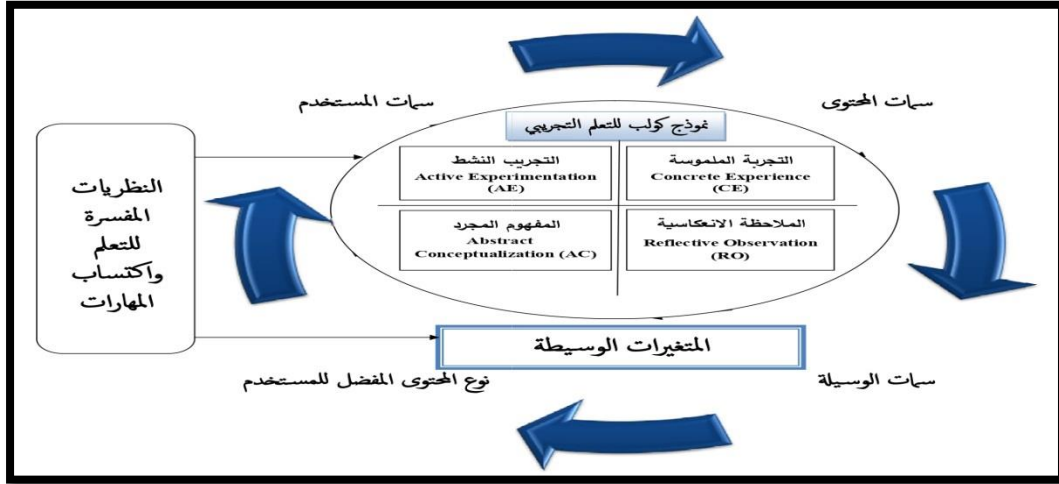 سمات المحتوى
سمات المستخدم
نموذج كولب للتعلم التجريبي
التجربة الملموسة
Concrete Experience
(CE)
التجريب النشط
Active Experimentation
(AE)
الملاحظة الانعكاسية
Reflective Observation
(RO)
المفهوم المجرد
Abstract
Conceptualization (AC)
النظريات
المفسرة
للتعلم
واكتساب
المهارات
المتغيرات الوسيطة
سمات الوسيلة
نوع المحتوى المفضل للمستخدم